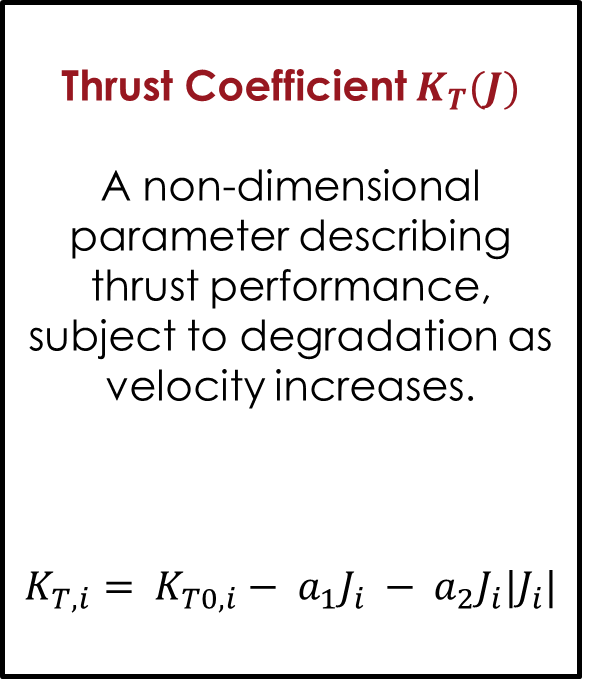 Thrust Coefficient K_T(J)
A non-dimensional
parameter describing
thrust performance,
subject to degradation as
velocity increases.
K_{T,i} = K_{T0,i} − a_1J_i − a_2J_i|J_i|